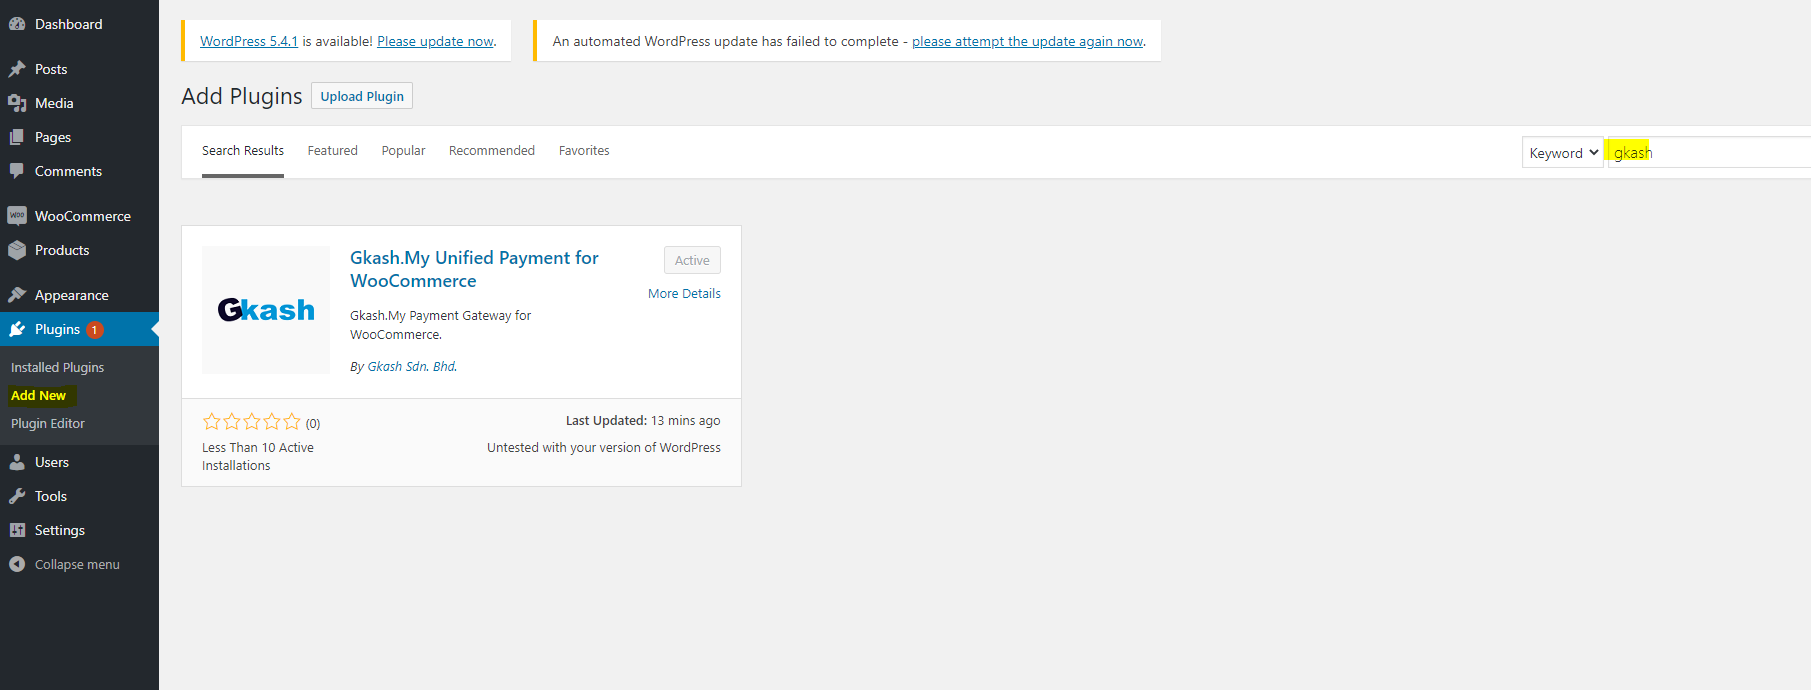 Dashboard
Posts
Media
Pages
Comments
WOO
WooCommerce
Products
Appearance
Plugins 1
Installed Plugins
Add New
Plugin Editor
Users
Tools
Settings
Collapse menu
WordPress 5.4.1 is available! Please update now.
An automated WordPress update has failed to complete - please attempt the update again now.
Add Plugins
Upload Plugin
Search Results
Featured
Popular
Recommended
Favorites
Keyword
gkash
Gkash
Gkash.My Unified Payment for
WooCommerce
Active
More Details
Gkash.My Payment Gateway for
WooCommerce.
By Gkash Sdn. Bhd.
(0)
Less Than 10 Active
Installations
Last Updated: 13 mins ago
Untested with your version of WordPress